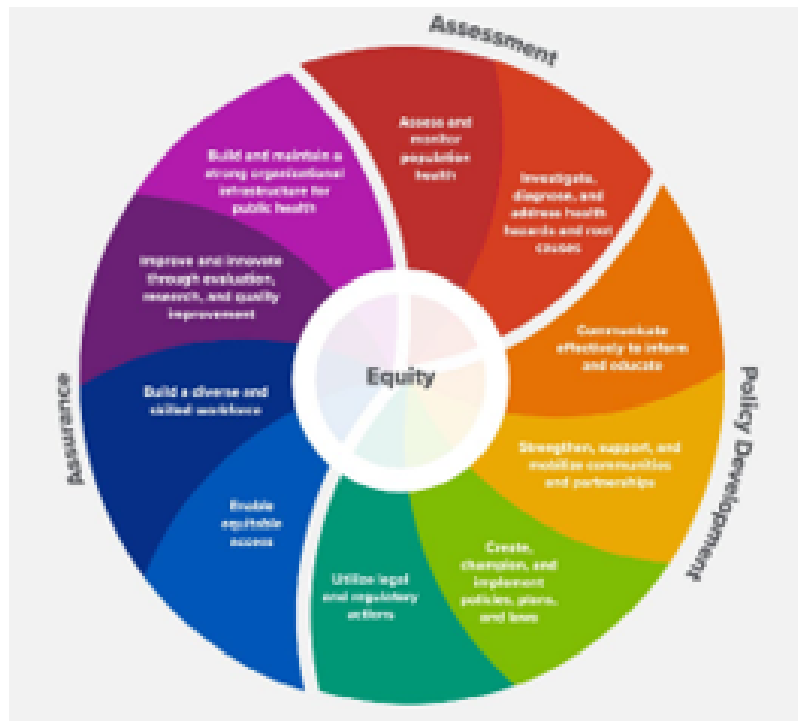 Assessment
Assess and
monitor
population
health
Investigate,
diagnose, and
address health
hazards and root
causes
Policy Development
Communicate
effectively to inform
and educate
Strengthen, support, and
mobilize communities
and partnerships
Create,
champion, and
implement
policies, plans,
and laws
Utilize legal
and regulatory
actions
Assurance
Enable
equitable
access
Build a diverse and
skilled workforce
Improve and innovate
through evaluation,
research, and quality
improvement
Build and maintain a
strong organizational
infrastructure for
public health
Equity